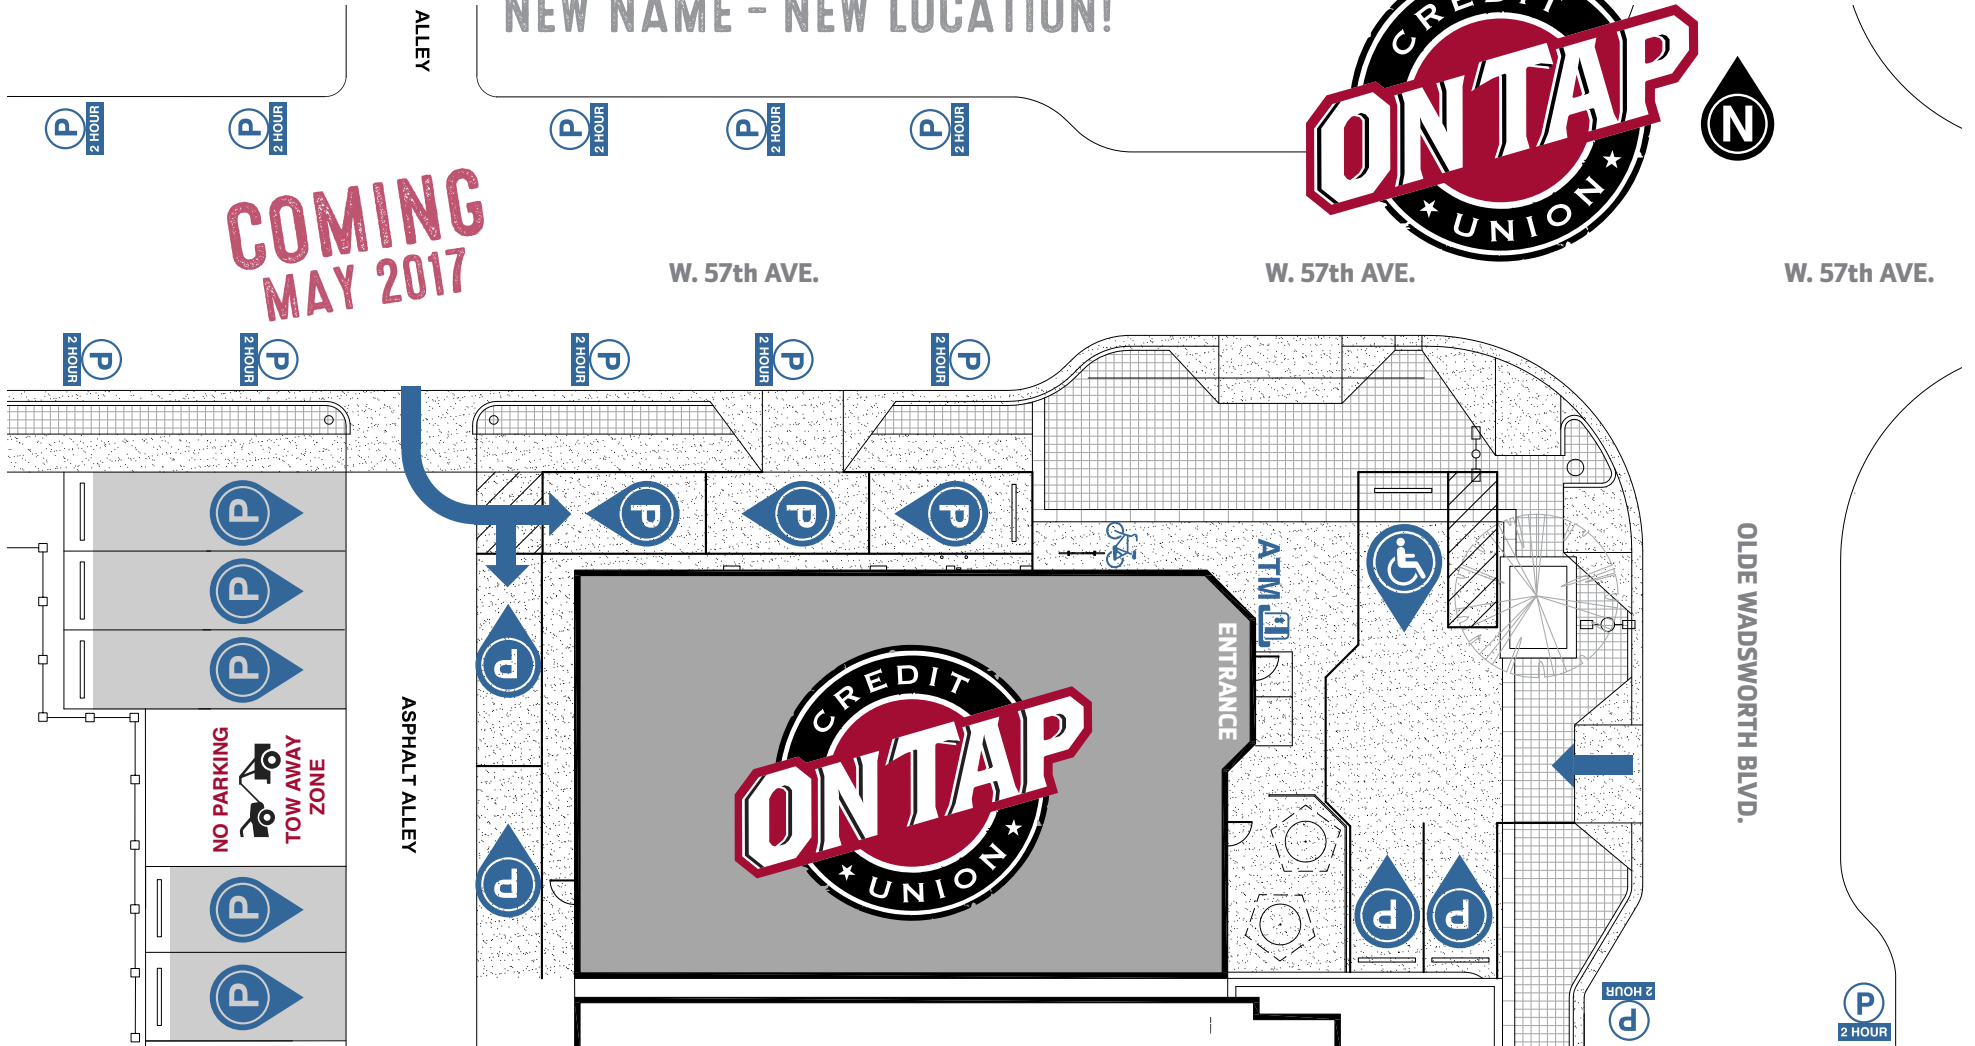 NEW NAME - NEW LOCATION!
ALLEY
CREDIT
ON TAP
UNION
N
P 2 HOUR
P 2 HOUR
P 2 HOUR
P 2 HOUR
P 2 HOUR
COMING
MAY 2017
W. 57th AVE.
W. 57th AVE.
W. 57th AVE.
2 HOUR P
2 HOUR P
2 HOUR P
2 HOUR P
2 HOUR P
P
P
P
P
P
P
ATM
ENTRANCE
OLDE WADSWORTH BLVD.
P
CREDIT
ON TAP
UNION
NO PARKING
TOW AWAY
ZONE
ASPHALT ALLEY
P
P
P
P
P
2 HOUR
P
P
2 HOUR